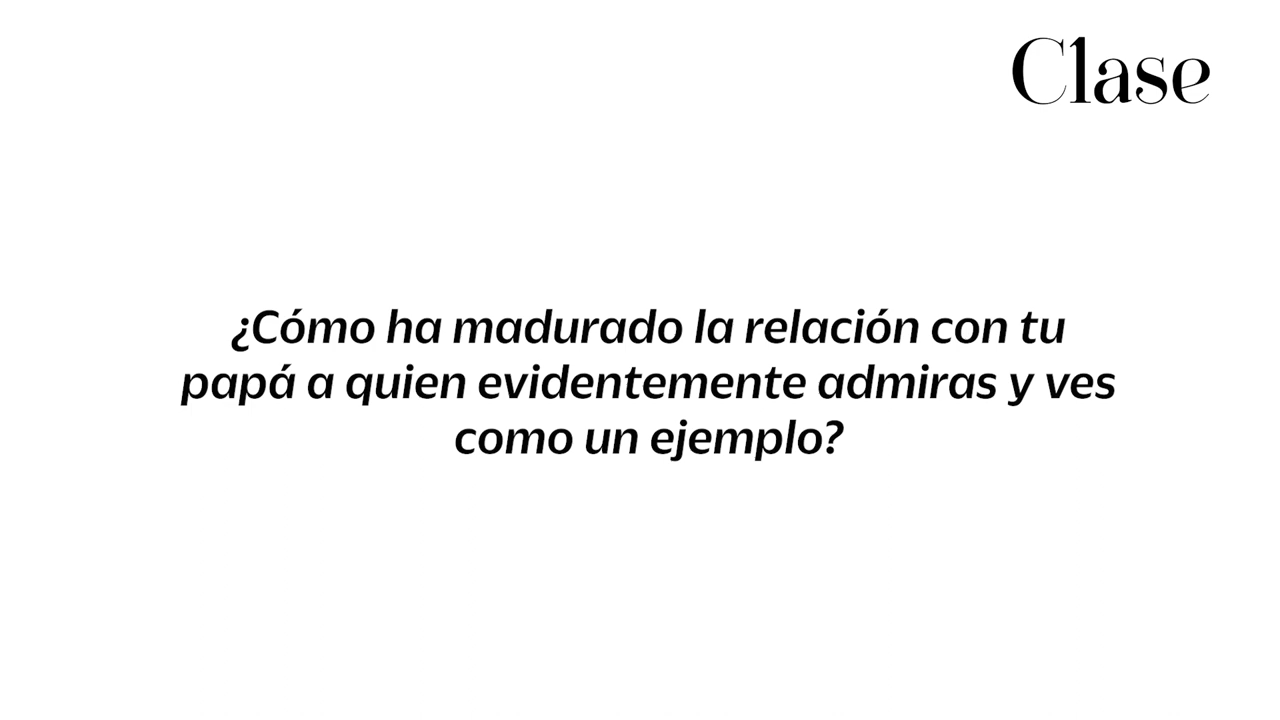 Clase
¿Cómo ha madurado la relación con tu
papá a quien evidentemente admiras y ves
como un ejemplo?